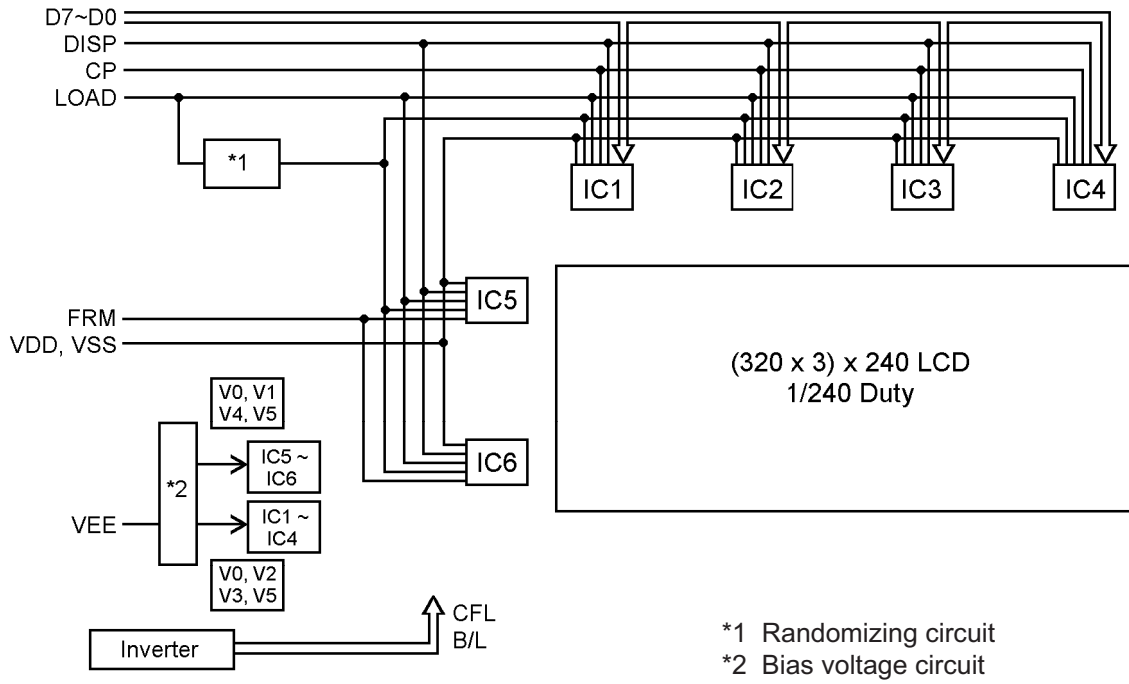 D7~D0
DISP
CP
LOAD
*1
IC1
IC2
IC3
IC4
IC5
FRM
VDD, VSS
(320 x 3) x 240 LCD
1/240 Duty
V0, V1
V4, V5
IC5 ~
IC6
IC6
*2
VEE
IC1 ~
IC4
V0, V2
V3, V5
CFL
B/L
Inverter
*1 Randomizing circuit
*2 Bias voltage circuit